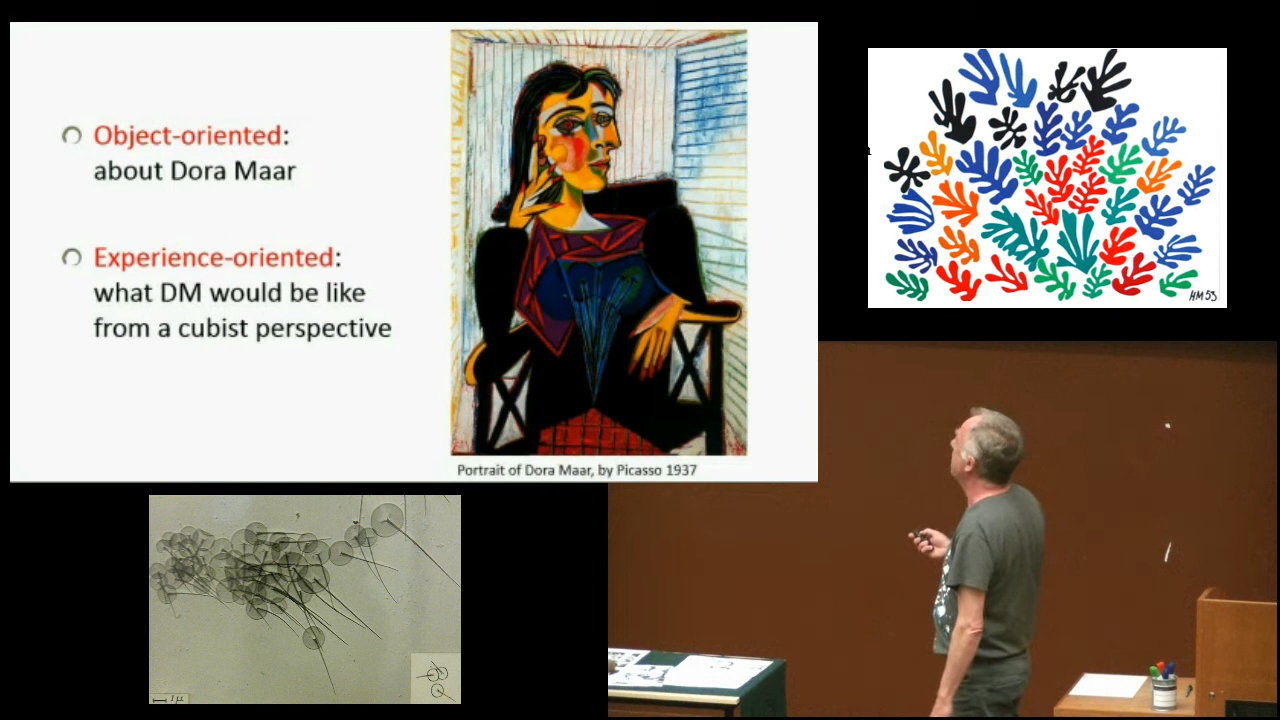 Object-oriented:
about Dora Maar
Experience-oriented:
what DM would be like
from a cubist perspective
Portrait of Dora Maar, by Picasso 1937
HM 53
1 µ